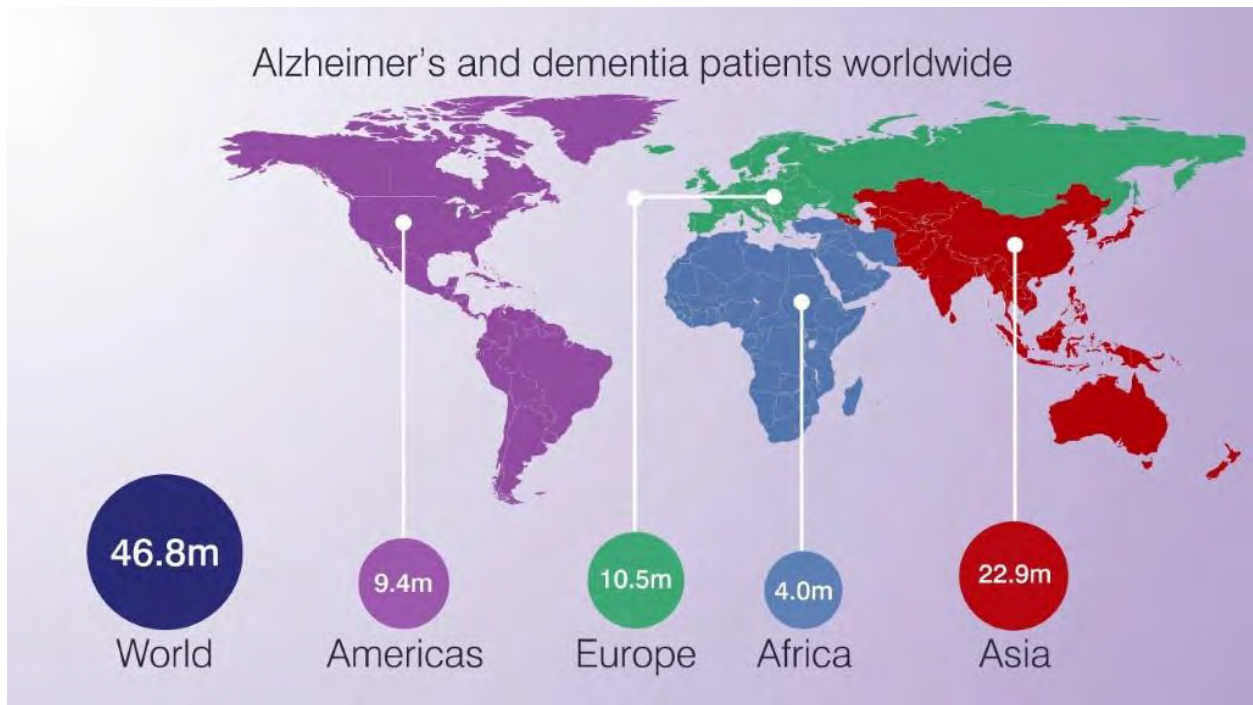 Alzheimer's and dementia patients worldwide
46.8m
World
9.4m
Americas
10.5m
Europe
4.0m
Africa
22.9m
Asia